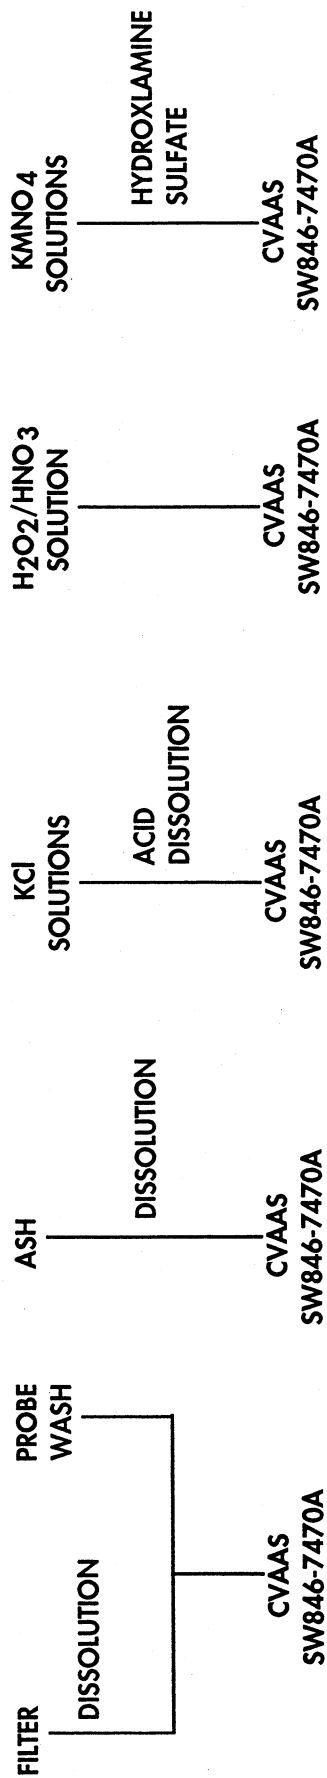 FILTER
DISSOLUTION
PROBE
WASH
CVAAS
SW846-7470A
ASH
DISSOLUTION
CVAAS
SW846-7470A
KCl
SOLUTIONS
ACID
DISSOLUTION
CVAAS
SW846-7470A
H2O2/HNO3
SOLUTION
CVAAS
SW846-7470A
KMNO4
SOLUTIONS
HYDROXLAMINE
SULFATE
CVAAS
SW846-7470A